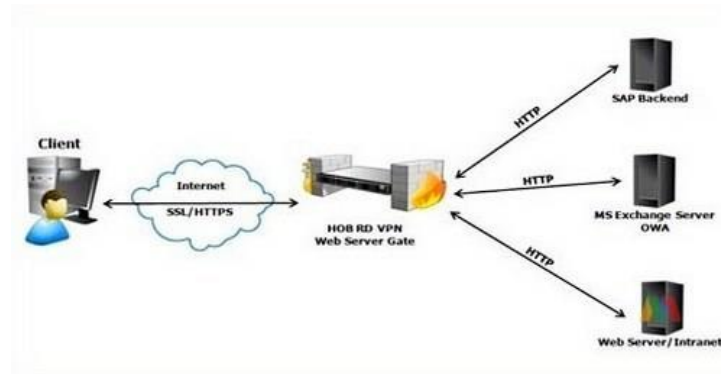 Client
Internet
SSL/HTTPS
HOB RD VPN
Web Server Gate
HTTP
SAP Backend
HTTP
MS Exchange Server
OWA
HTTP
Web Server/Intranet